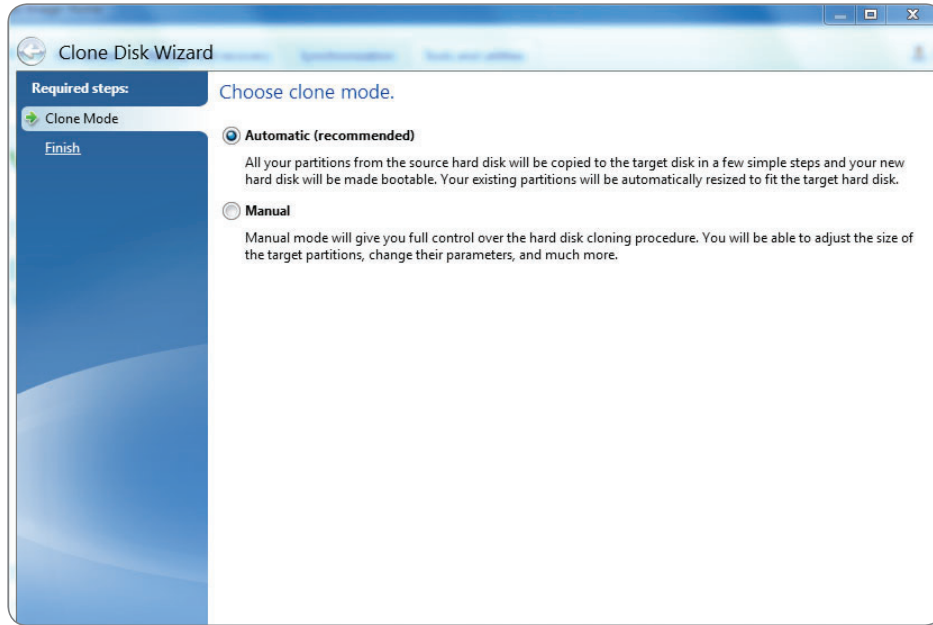 Clone Disk Wizard
Required steps:
Clone Mode
Finish
Choose clone mode.
Automatic (recommended)
All your partitions from the source hard disk will be copied to the target disk in a few simple steps and your new
hard disk will be made bootable. Your existing partitions will be automatically resized to fit the target hard disk.
Manual
Manual mode will give you full control over the hard disk cloning procedure. You will be able to adjust the size of
the target partitions, change their parameters, and much more.